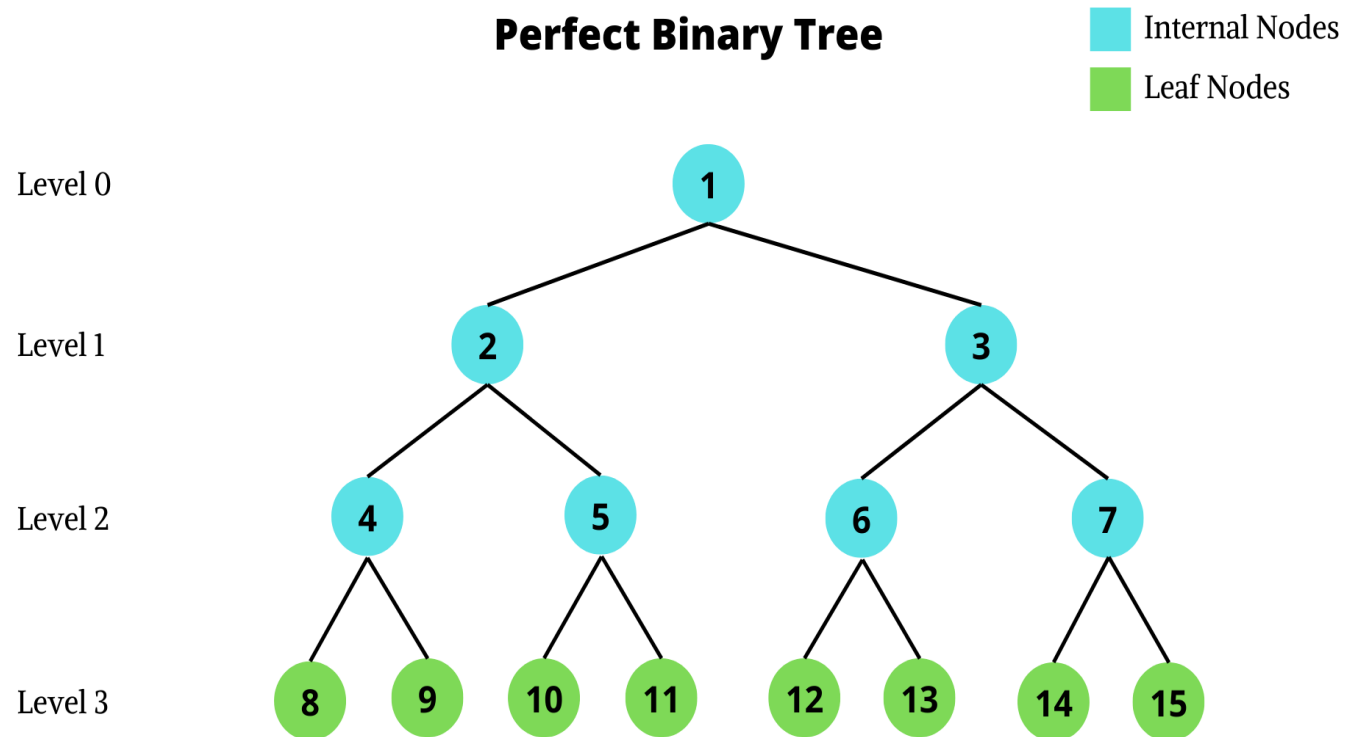 Perfect Binary Tree
Internal Nodes
Leaf Nodes
Level 0
1
Level 1
2
3
Level 2
4
5
6
7
Level 3
8
9
10
11
12
13
14
15